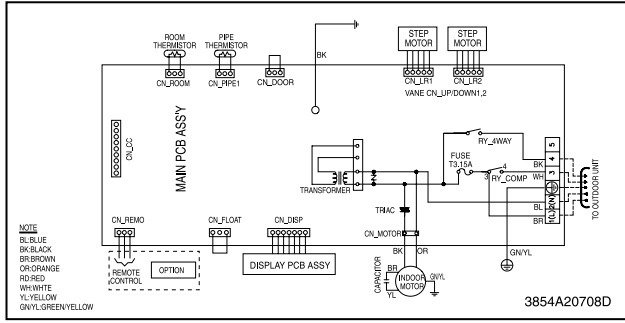 ROOM
THERMISTOR
PIPE
THERMISTOR
STEP
MOTOR
STEP
MOTOR
BK
CN_ROOM
CN_PIPE1
CN_DOOR
CN_LR1
CN_LR2
VANE CN_UP/DOWN1,2
CN_CC
MAIN PCB ASS'Y
RY_4WAY
FUSE
T3.15A
3
4
RY_COMP
BK
WH
BL
BR
5
4
3
1(L) 2(N)
TO OUTDOOR UNIT
TRANSFORMER
TRIAC
CN_MOTOR
BK
OR
GN/YL
CN_REMO
CN_FLOAT
CN_DISP
REMOTE
CONTROL
OPTION
DISPLAY PCB ASSY
CAPACITOR
BR
YL
INDOOR
MOTOR
GN/YL
NOTE
BL:BLUE
BK:BLACK
BR:BROWN
OR:ORANGE
RD:RED
WH:WHITE
YL:YELLOW
GN/YL:GREEN/YELLOW
3854A20708D